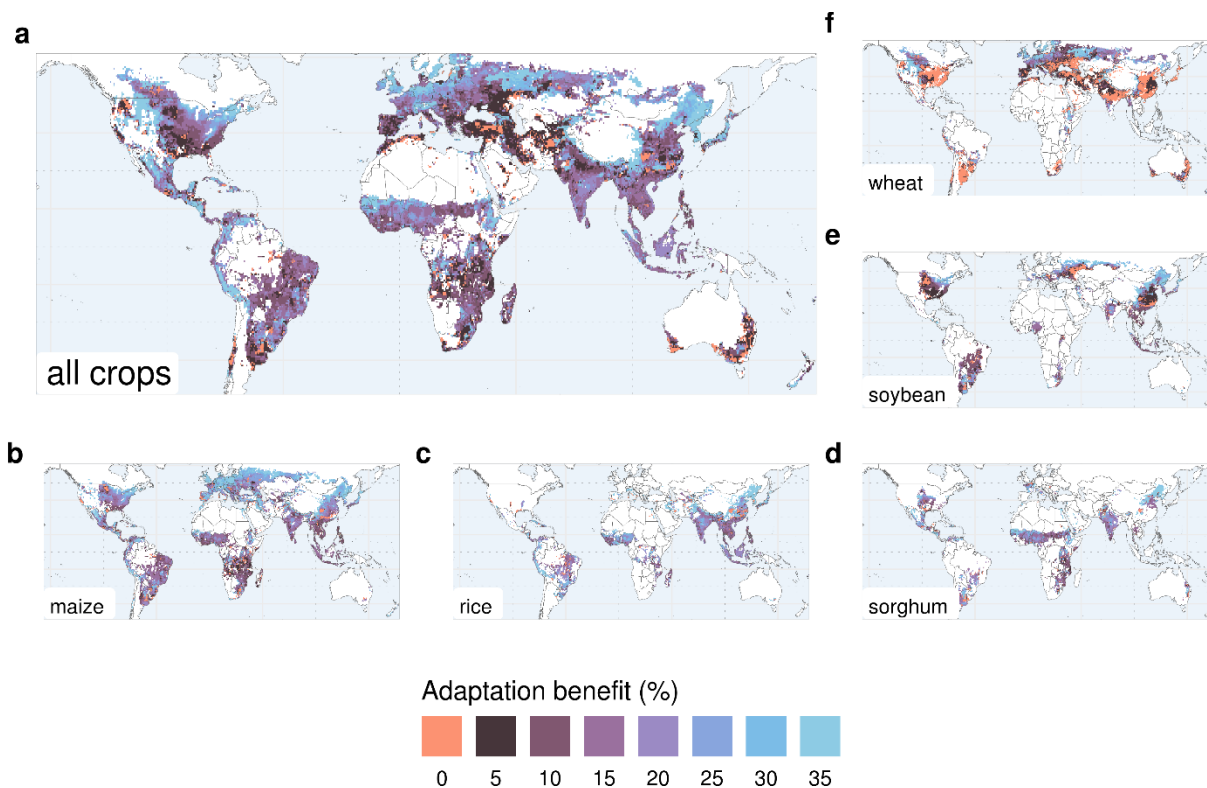 a
all crops
f
wheat
e
soybean
b
maize
c
rice
d
sorghum
Adaptation benefit (%)
0 5 10 15 20 25 30 35